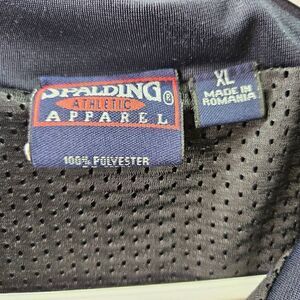 SPALDING®
ATHLETIC
APPAREL
100% POLYESTER
XL
MADE IN
ROMANIA